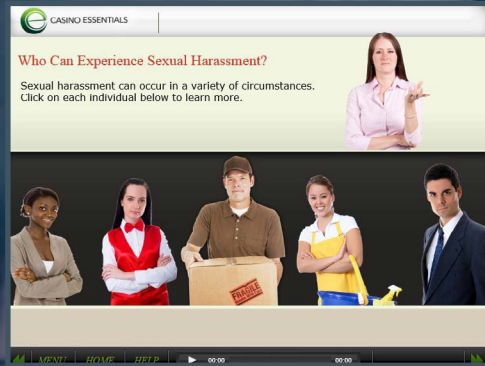 CASINO ESSENTIALS
Who Can Experience Sexual Harassment?
Sexual harassment can occur in a variety of circumstances.
Click on each individual below to learn more.
FRAGILE
MENU HOME HELP 00:00 00:00